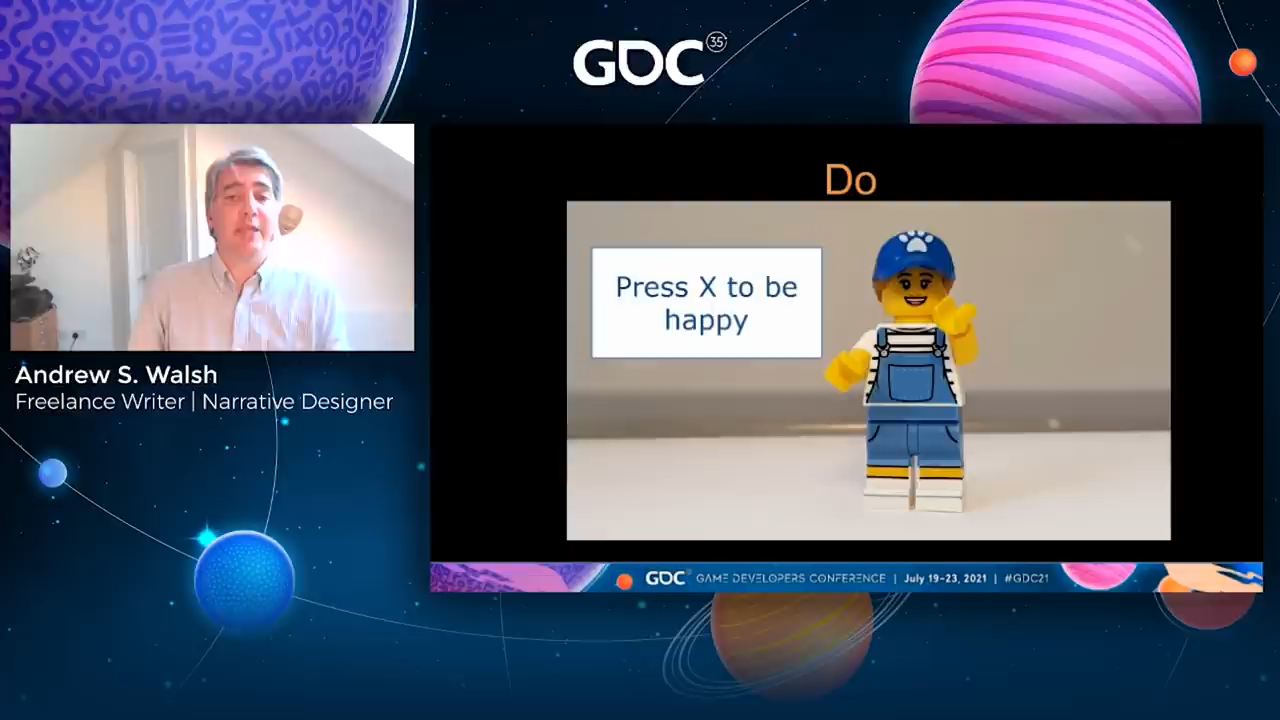 GDC 35
Andrew S. Walsh
Freelance Writer | Narrative Designer
Do
Press X to be
happy
GDC GAME DEVELOPERS CONFERENCE | July 19-23, 2021 | #GDC21